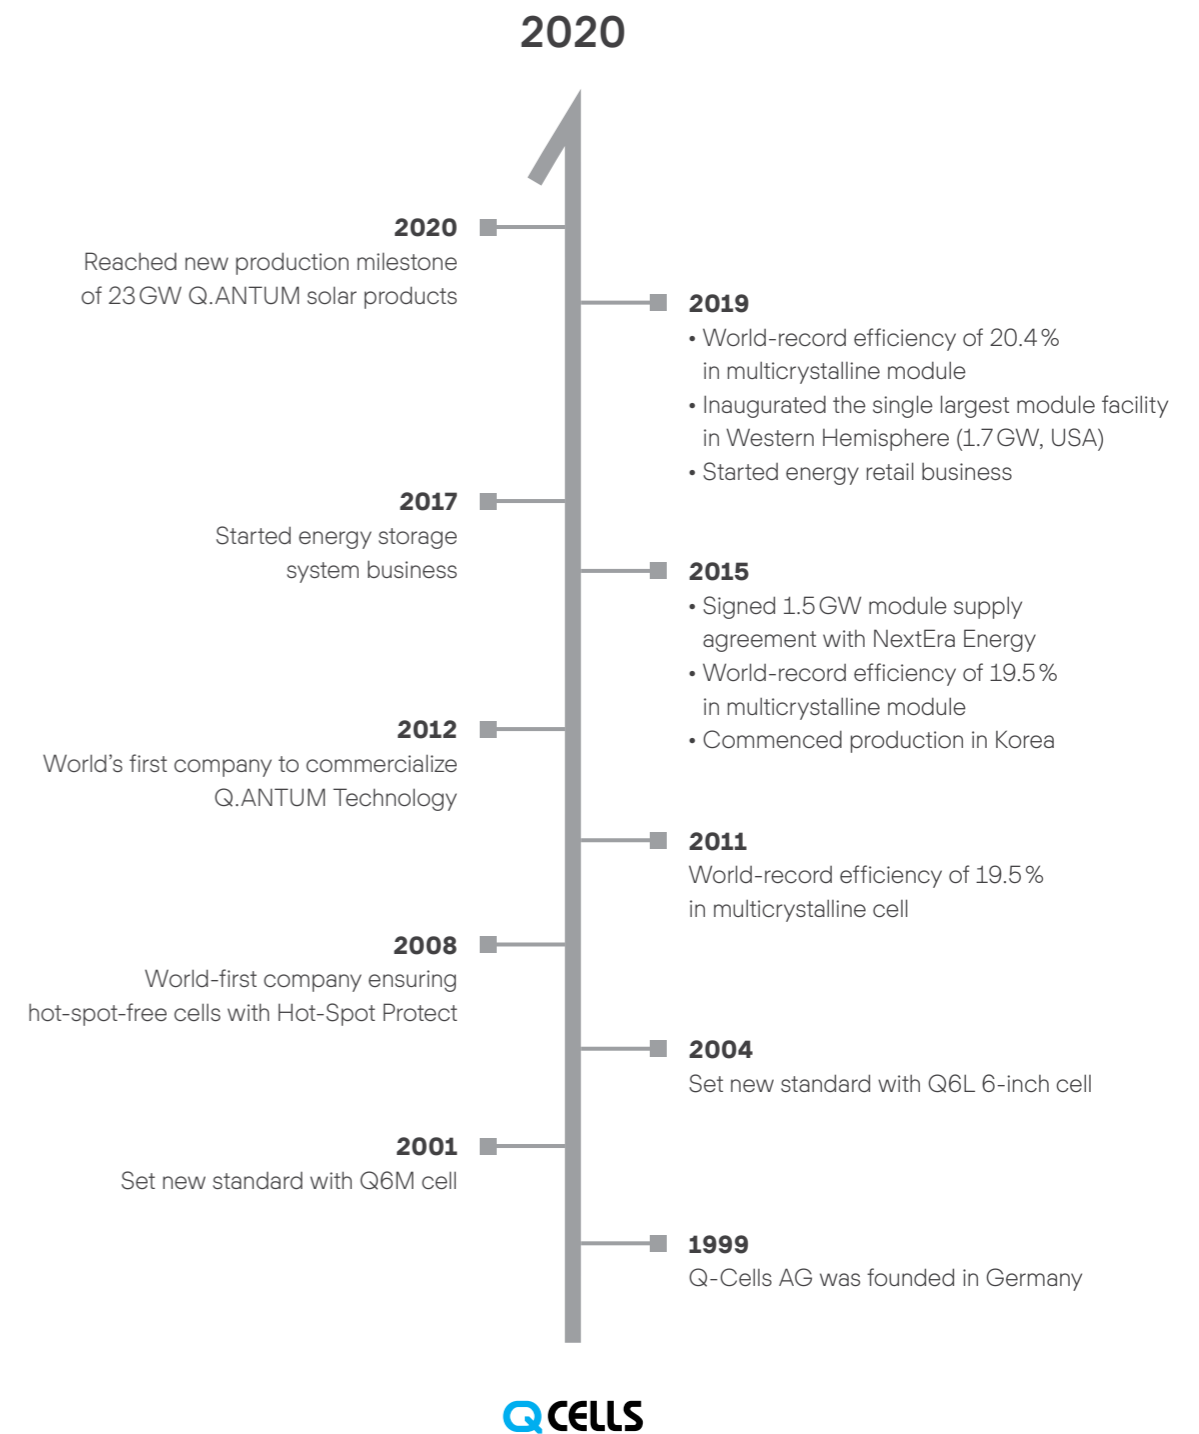 2020
2020
Reached new production milestone
of 23 GW Q.ANTUM solar products
2019
• World-record efficiency of 20.4 %
in multicrystalline module
• Inaugurated the single largest module facility
in Western Hemisphere (1.7 GW, USA)
• Started energy retail business
2017
Started energy storage
system business
2015
• Signed 1.5 GW module supply
agreement with NextEra Energy
• World-record efficiency of 19.5 %
in multicrystalline module
• Commenced production in Korea
2012
World’s first company to commercialize
Q.ANTUM Technology
2011
World-record efficiency of 19.5 %
in multicrystalline cell
2008
World-first company ensuring
hot-spot-free cells with Hot-Spot Protect
2004
Set new standard with Q6L 6-inch cell
2001
Set new standard with Q6M cell
1999
Q-Cells AG was founded in Germany
Q CELLS